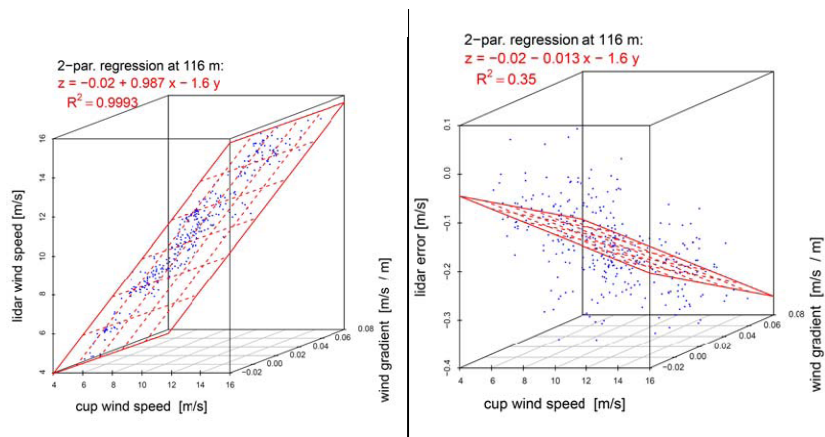 2−par. regression at 116 m:
z = −0.02 + 0.987 x − 1.6 y
R² = 0.9993
lidar wind speed [m/s]
16
14
12
10
8
6
4
4 6 8 10 12 14 16
cup wind speed [m/s]
−0.02 0.00 0.02 0.04 0.06 0.08
wind gradient [m/s / m]
2−par. regression at 116 m:
z = −0.02 − 0.013 x − 1.6 y
R² = 0.35
lidar error [m/s]
0.1
0.0
−0.1
−0.2
−0.3
−0.4
4 6 8 10 12 14 16
cup wind speed [m/s]
−0.02 0.00 0.02 0.04 0.06 0.08
wind gradient [m/s / m]